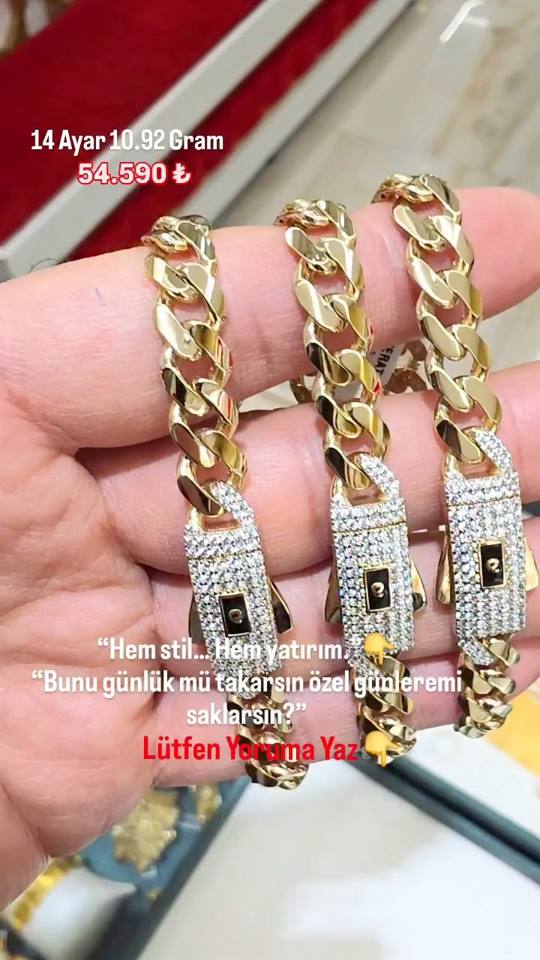 14 Ayar 10.92 Gram
54.590 ₺
“Hem stil... Hem yatırım.”👇
“Bunu günlük mü takarsın özel günleremi
saklarsın?”
Lütfen Yoruma Yaz 👇